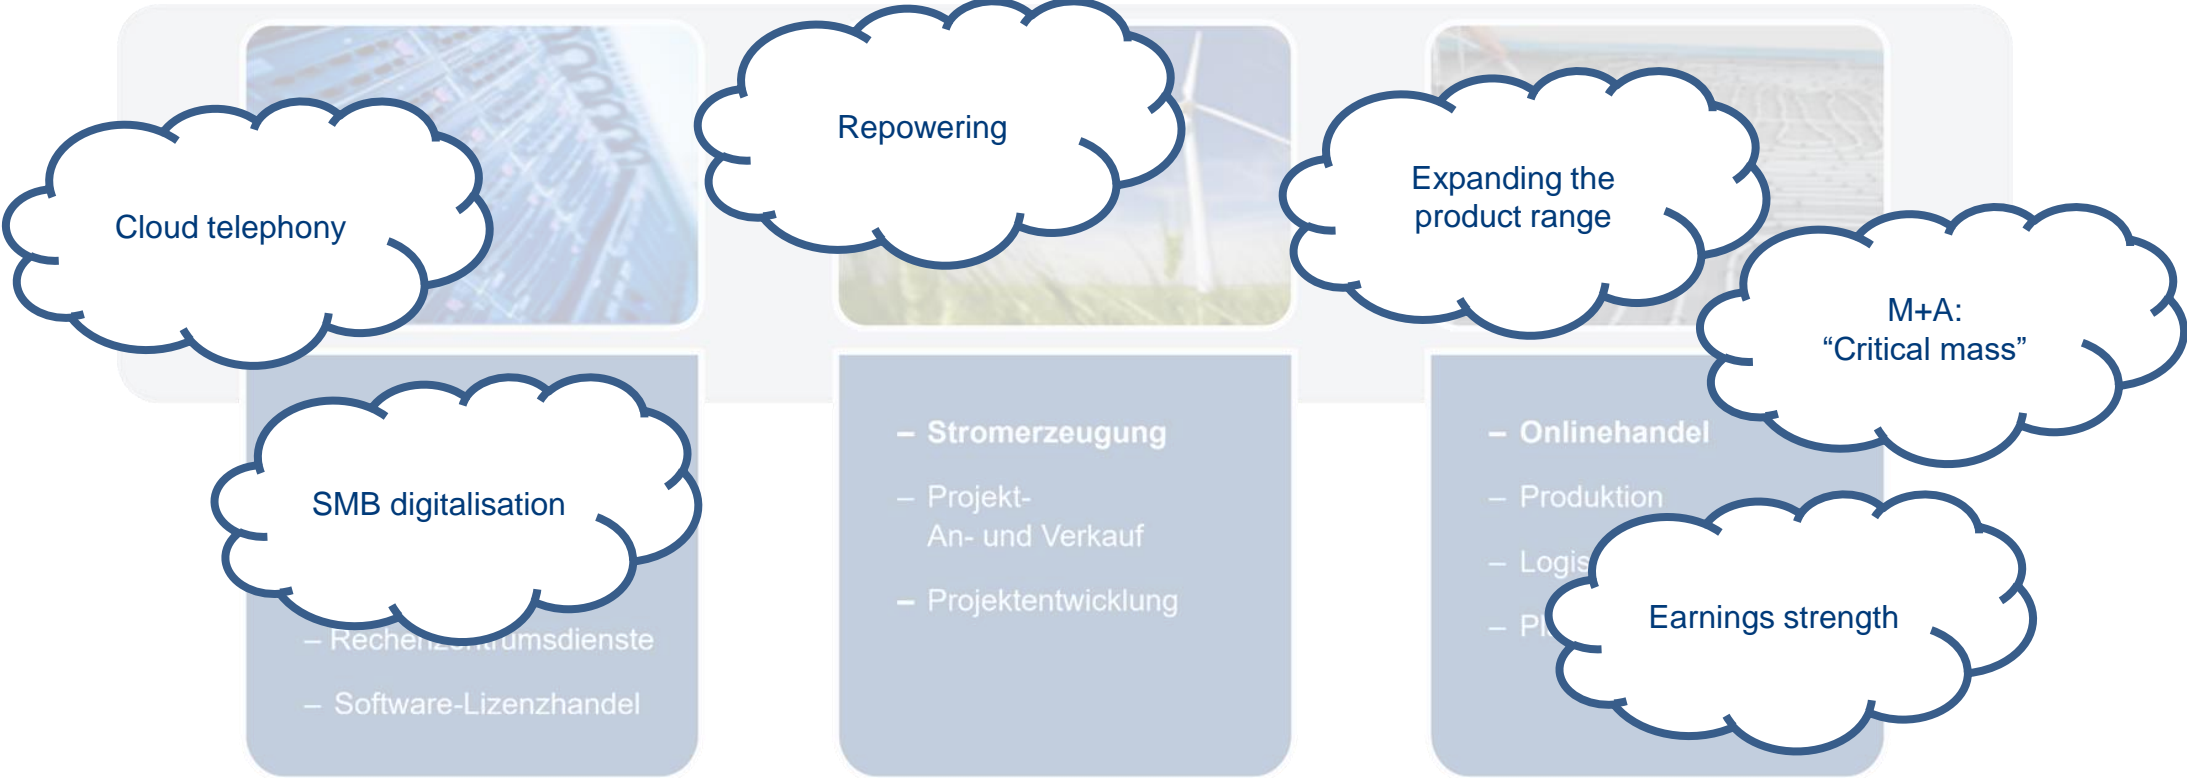 Cloud telephony
SMB digitalisation
– Rechenzentrumsdienste
– Software-Lizenzhandel
Repowering
– Stromerzeugung
– Projekt-
An- und Verkauf
– Projektentwicklung
Expanding the
product range
M+A:
“Critical mass”
– Onlinehandel
– Produktion
Earnings strength